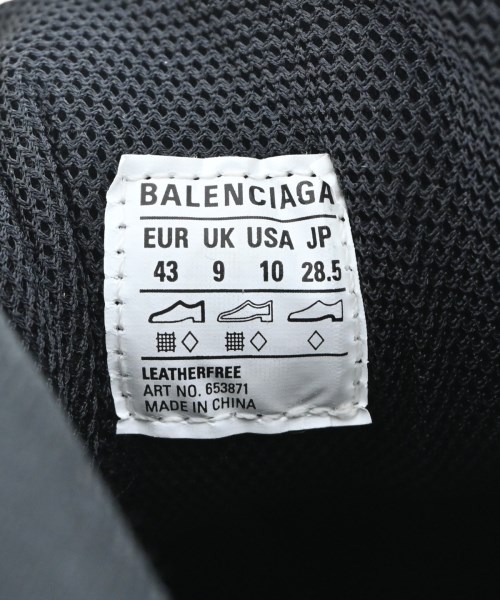 BALENCIAGA
EUR UK USA JP
43 9 10 28.5
LEATHERFREE
ART NO. 653871
MADE IN CHINA